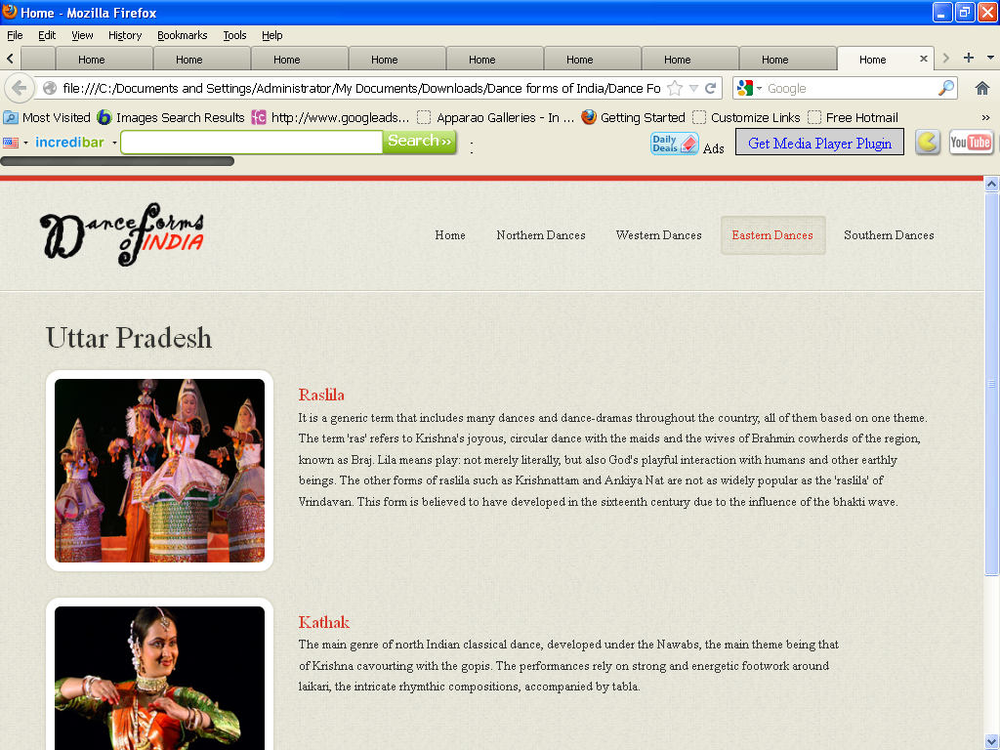 Home - Mozilla Firefox
File Edit View History Bookmarks Tools Help
Home Home Home Home Home Home Home Home Home
file:///C:/Documents and Settings/Administrator/My Documents/Downloads/Dance forms of India/Dance Fo Google
Most Visited Images Search Results http://www.googleads... Apparao Galleries - In ... Getting Started Customize Links Free Hotmail »
incredibar Search ›› : Daily Deals Ads Get Media Player Plugin YouTube
Dance forms of INDIA
Home Northern Dances Western Dances Eastern Dances Southern Dances
Uttar Pradesh
Raslila
It is a generic term that includes many dances and dance-dramas throughout the country, all of them based on one theme.
The term 'ras' refers to Krishna's joyous, circular dance with the maids and the wives of Brahmin cowherds of the region,
known as Braj. Lila means play: not merely literally, but also God's playful interaction with humans and other earthly
beings. The other forms of raslila such as Krishnattam and Ankiya Nat are not as widely popular as the 'raslila' of
Vrindavan. This form is believed to have developed in the sixteenth century due to the influence of the bhakti wave.
Kathak
The main genre of north Indian classical dance, developed under the Nawabs, the main theme being that
of Krishna cavourting with the gopis. The performances rely on strong and energetic footwork around
laikari, the intricate rhymthic compositions, accompanied by tabla.